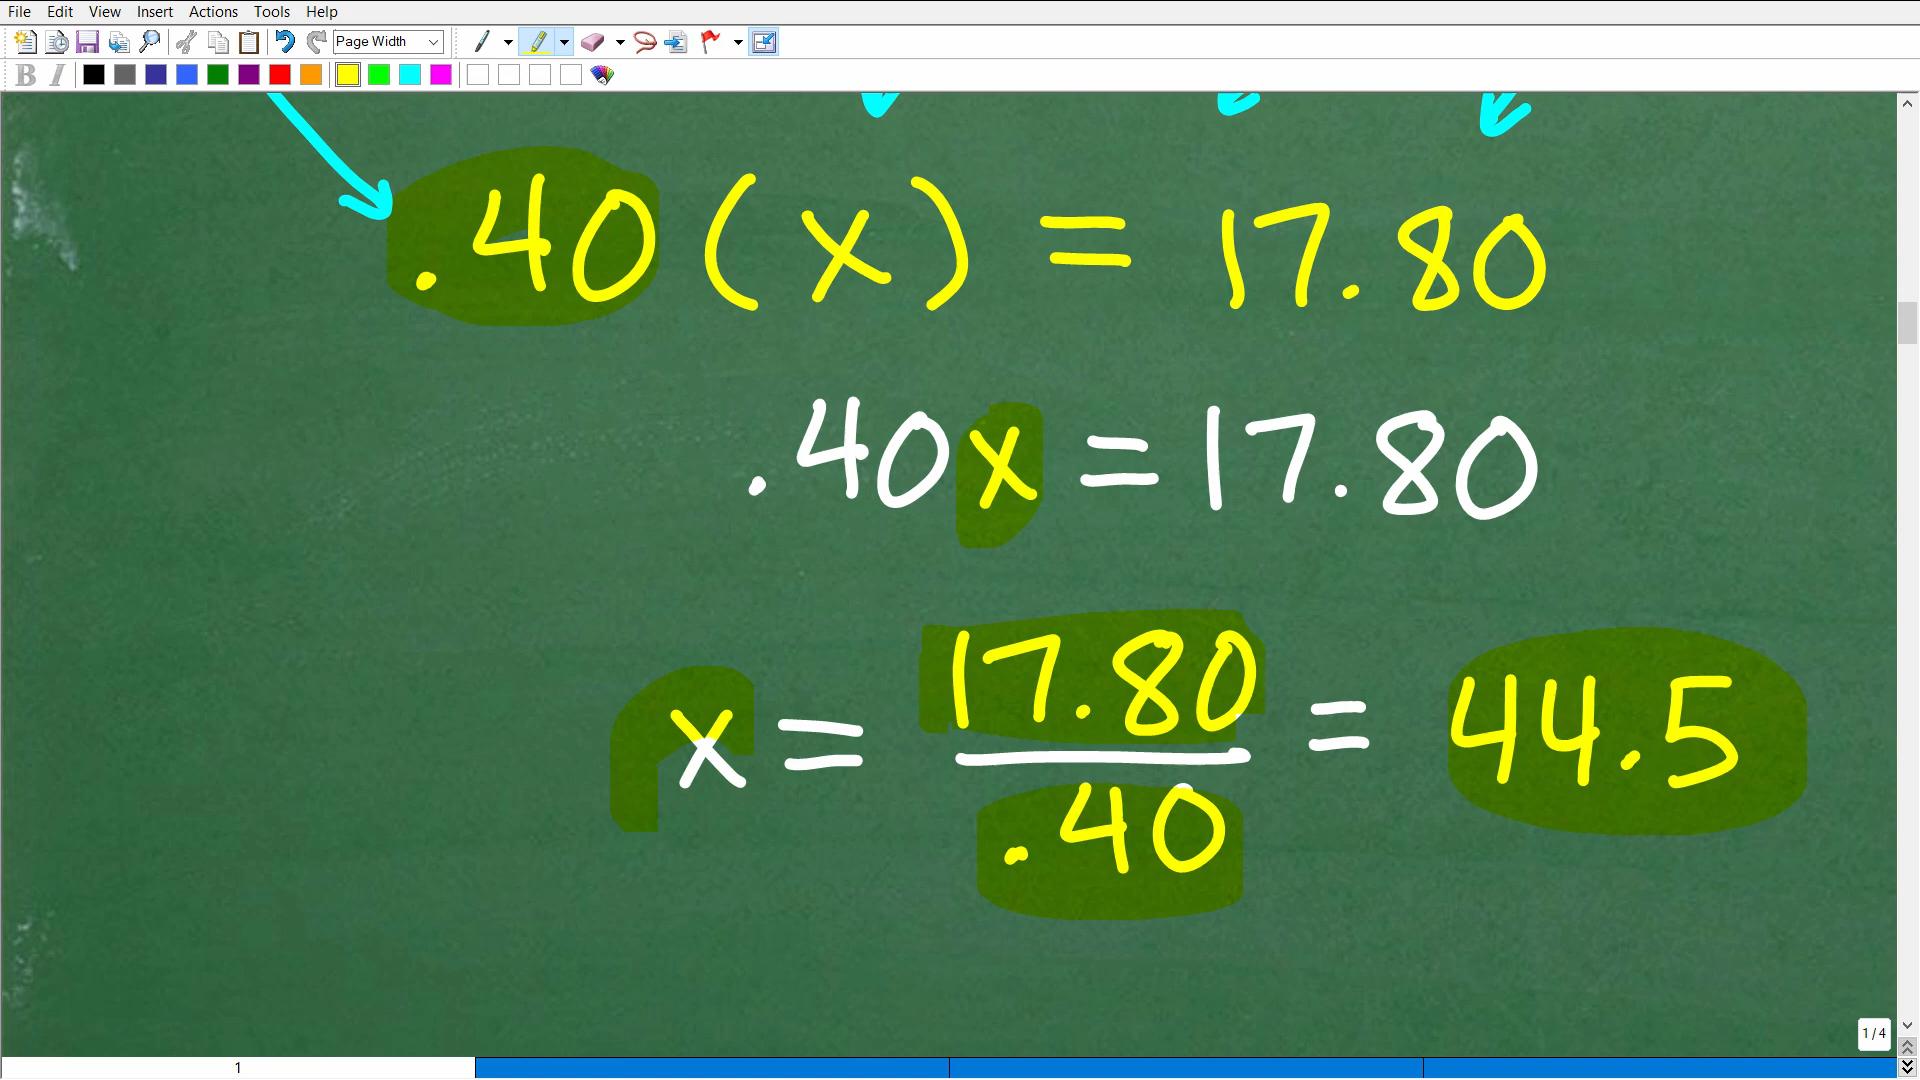 File Edit View Insert Actions Tools Help
Page Width
B I
.40(x) = 17.80
.40x = 17.80
x = 17.80/.40 = 44.5
1 / 4
1